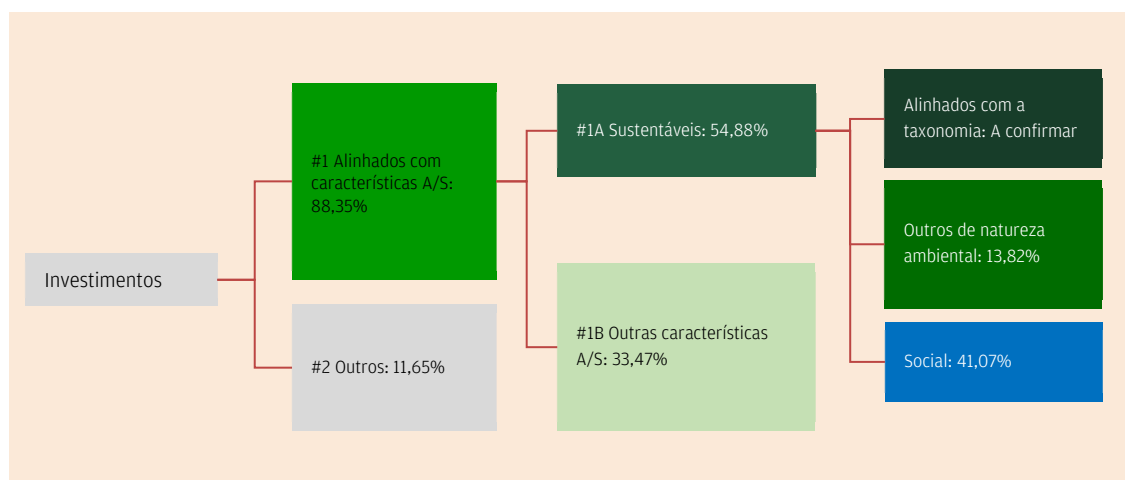 Investimentos
#1 Alinhados com
características A/S:
88,35%
#2 Outros: 11,65%
#1A Sustentáveis: 54,88%
#1B Outras características
A/S: 33,47%
Alinhados com a
taxonomia: A confirmar
Outros de natureza
ambiental: 13,82%
Social: 41,07%